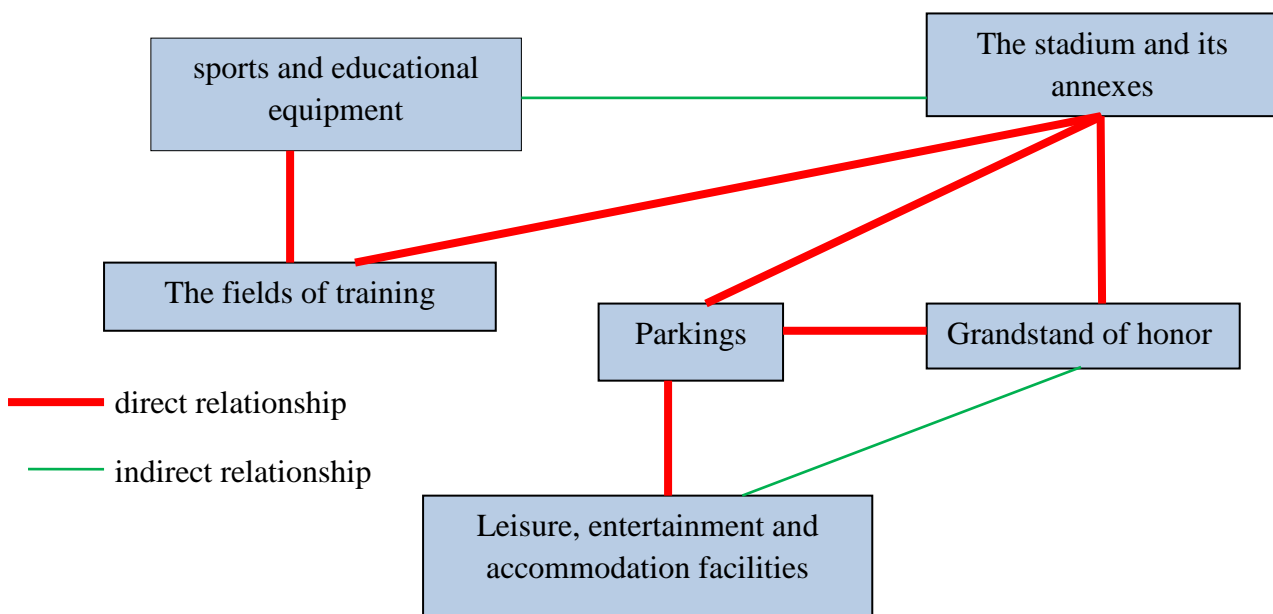 sports and educational
equipment
The stadium and its
annexes
The fields of training
Parkings
Grandstand of honor
direct relationship
indirect relationship
Leisure, entertainment and
accommodation facilities